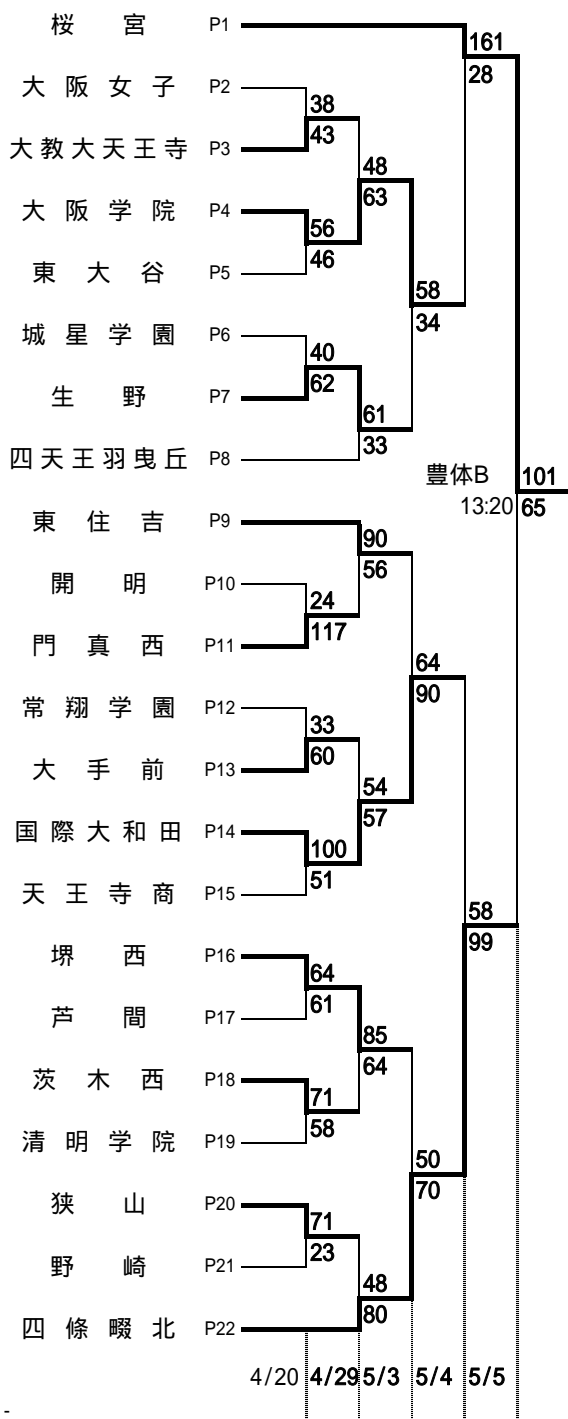 桜宮 P1
161
28
大阪女子 P2
38
43
大教大天王寺 P3
48
63
大阪学院 P4
56
46
東大谷 P5
58
34
城星学園 P6
40
62
生野 P7
61
33
四天王羽曳丘 P8
豊体B 101
13:20 65
東住吉 P9
90
56
開明 P10
24
117
門真西 P11
64
90
常翔学園 P12
33
60
大手前 P13
54
57
国際大和田 P14
100
51
天王寺商 P15
58
99
堺西 P16
64
61
芦間 P17
85
64
茨木西 P18
71
58
清明学院 P19
50
70
狭山 P20
71
23
野崎 P21
48
80
四條畷北 P22
4/20 4/29 5/3 5/4 5/5
-